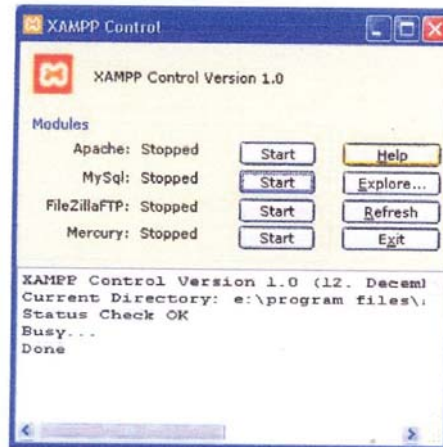 XAMPP Control
XAMPP Control Version 1.0
Modules
Apache: Stopped Start Help
MySql: Stopped Start Explore...
FileZillaFTP: Stopped Start Refresh
Mercury: Stopped Start Exit
XAMPP Control Version 1.0 (12.
Current Directory: e:\program files\
Status Check OK
Busy...
Done